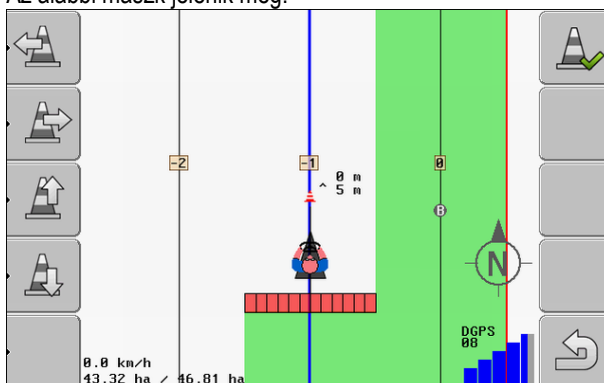 Az alábbi maszk jelenik meg:
-2
-1
0
0 m
^ 5 m
B
N
DGPS
08
0.0 km/h
43.32 ha / 46.81 ha